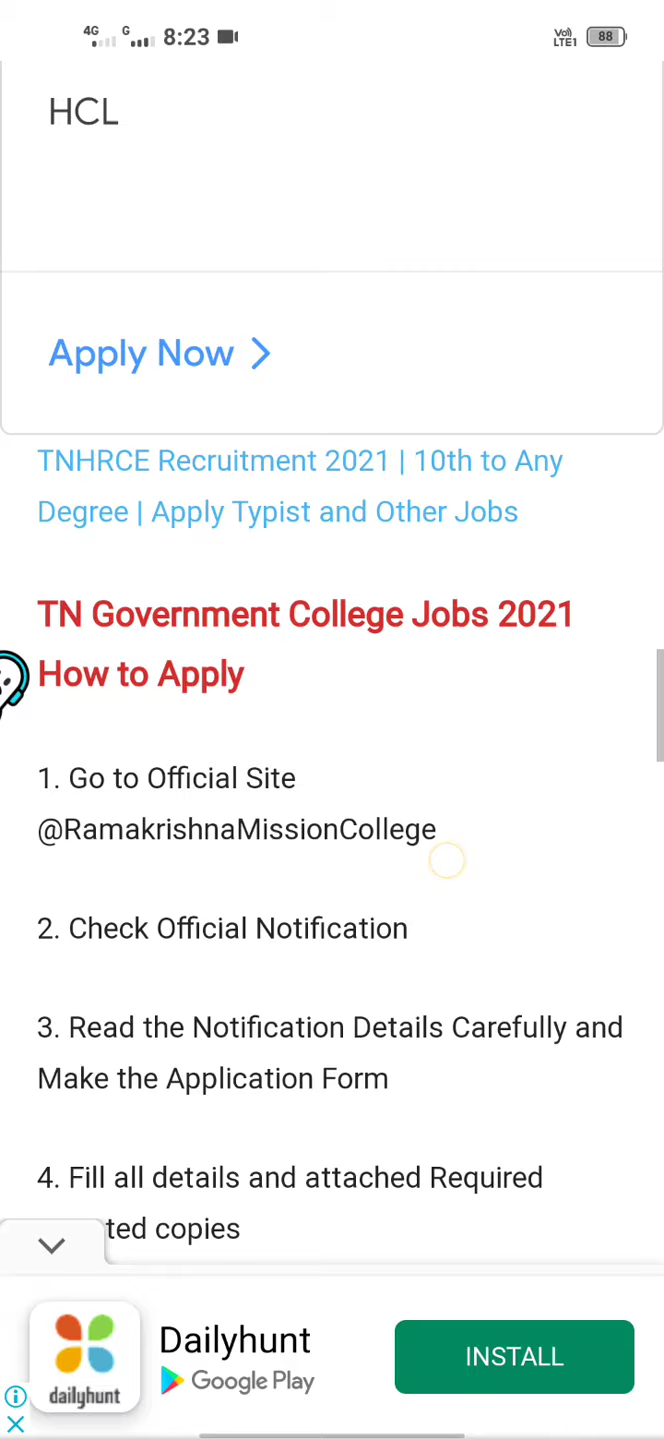 4G G 8:23 Vo) LTE1 88
HCL
Apply Now
TNHRCE Recruitment 2021 | 10th to Any
Degree | Apply Typist and Other Jobs
TN Government College Jobs 2021
How to Apply
1. Go to Official Site
@RamakrishnaMissionCollege
2. Check Official Notification
3. Read the Notification Details Carefully and
Make the Application Form
4. Fill all details and attached Required
ted copies
Dailyhunt
INSTALL
Google Play
dailyhunt